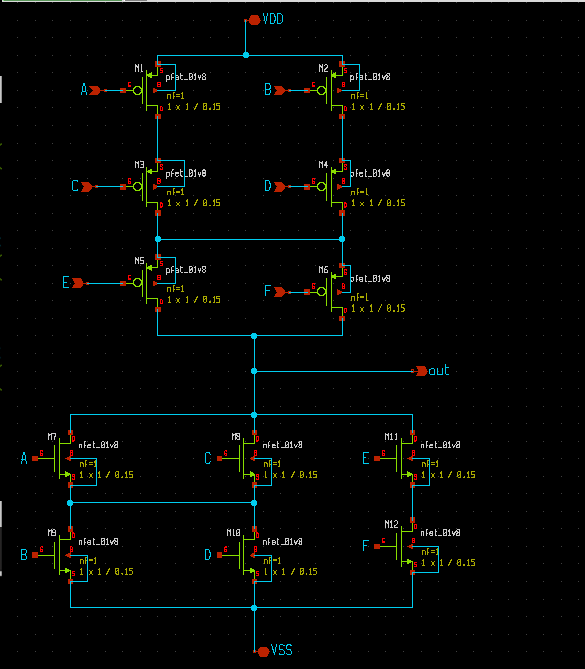 VDD
M1
pfet_01v8
A
nf=1
1 x 1 / 0.15
M2
pfet_01v8
B
nf=1
1 x 1 / 0.15
M3
pfet_01v8
C
nf=1
1 x 1 / 0.15
M4
pfet_01v8
D
nf=1
1 x 1 / 0.15
M5
pfet_01v8
E
nf=1
1 x 1 / 0.15
M6
pfet_01v8
F
nf=1
1 x 1 / 0.15
out
M7
nfet_01v8
A
nf=1
1 x 1 / 0.15
M8
nfet_01v8
C
nf=1
1 x 1 / 0.15
M11
nfet_01v8
E
nf=1
1 x 1 / 0.15
M9
nfet_01v8
B
nf=1
1 x 1 / 0.15
M10
nfet_01v8
D
nf=1
1 x 1 / 0.15
M12
nfet_01v8
F
nf=1
1 x 1 / 0.15
VSS